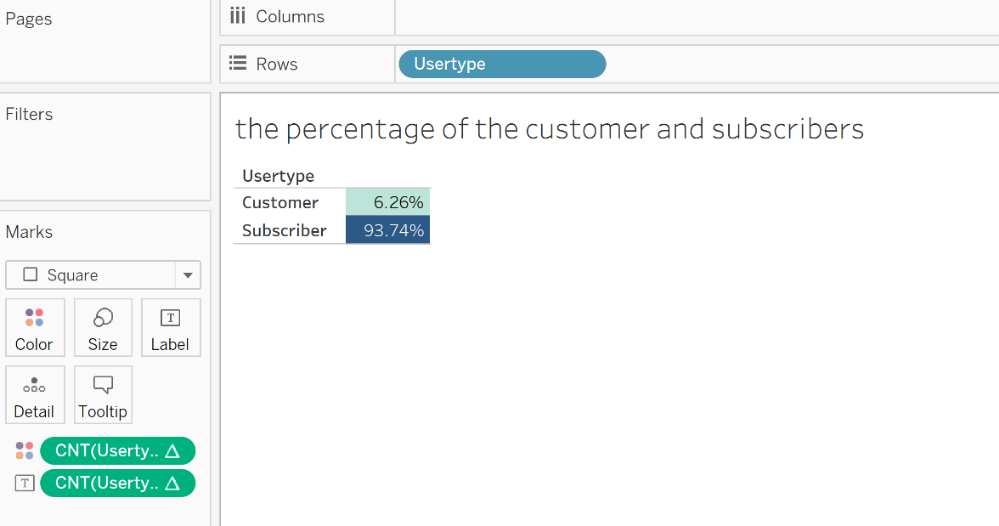 Pages
Columns
Rows
Usertype
Filters
the percentage of the customer and subscribers
Usertype
Customer 6.26%
Subscriber 93.74%
Marks
Square
Color Size Label
Detail Tooltip
CNT(Userty.. Δ
T CNT(Userty.. Δ